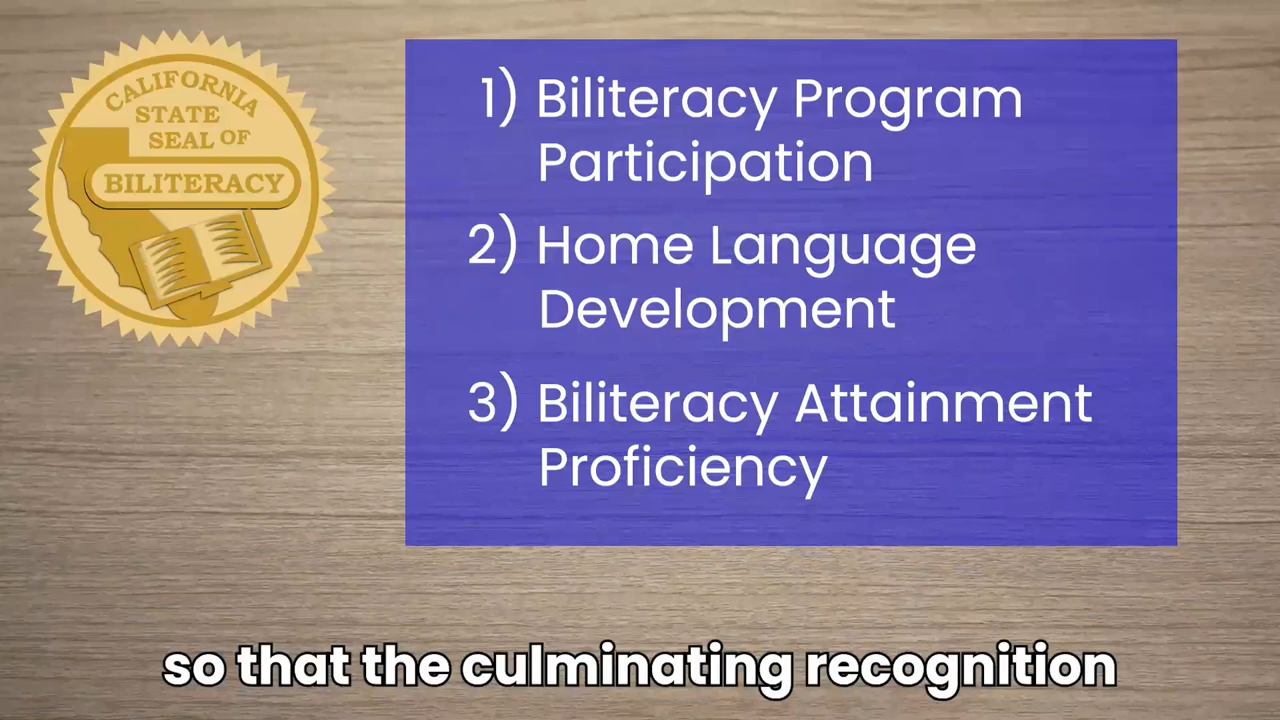 CALIFORNIA
STATE
SEAL OF
BILITERACY
1) Biliteracy Program
Participation
2) Home Language
Development
3) Biliteracy Attainment
Proficiency
so that the culminating recognition